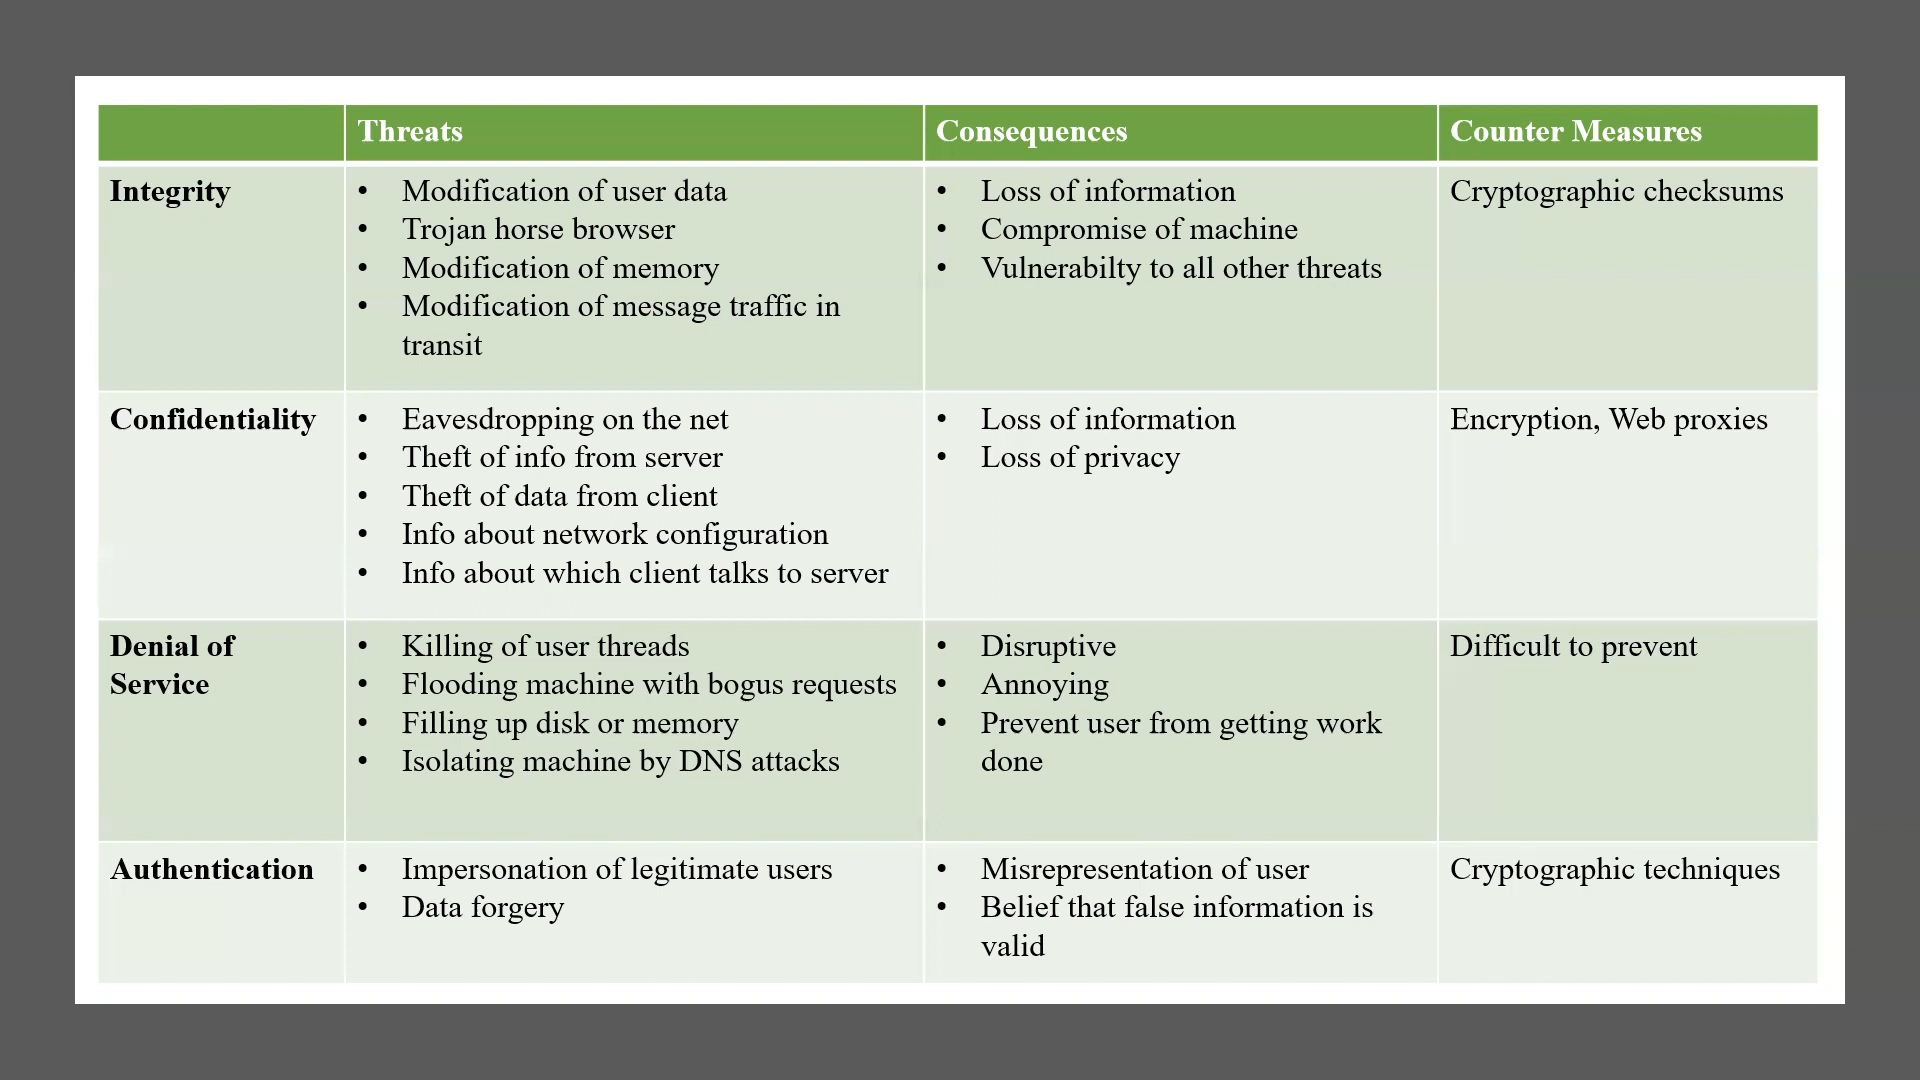 Threats
Consequences
Counter Measures
Integrity
• Modification of user data
• Trojan horse browser
• Modification of memory
• Modification of message traffic in
transit
• Loss of information
• Compromise of machine
• Vulnerabilty to all other threats
Cryptographic checksums
Confidentiality
• Eavesdropping on the net
• Theft of info from server
• Theft of data from client
• Info about network configuration
• Info about which client talks to server
• Loss of information
• Loss of privacy
Encryption, Web proxies
Denial of
Service
• Killing of user threads
• Flooding machine with bogus requests
• Filling up disk or memory
• Isolating machine by DNS attacks
• Disruptive
• Annoying
• Prevent user from getting work
done
Difficult to prevent
Authentication
• Impersonation of legitimate users
• Data forgery
• Misrepresentation of user
• Belief that false information is
valid
Cryptographic techniques